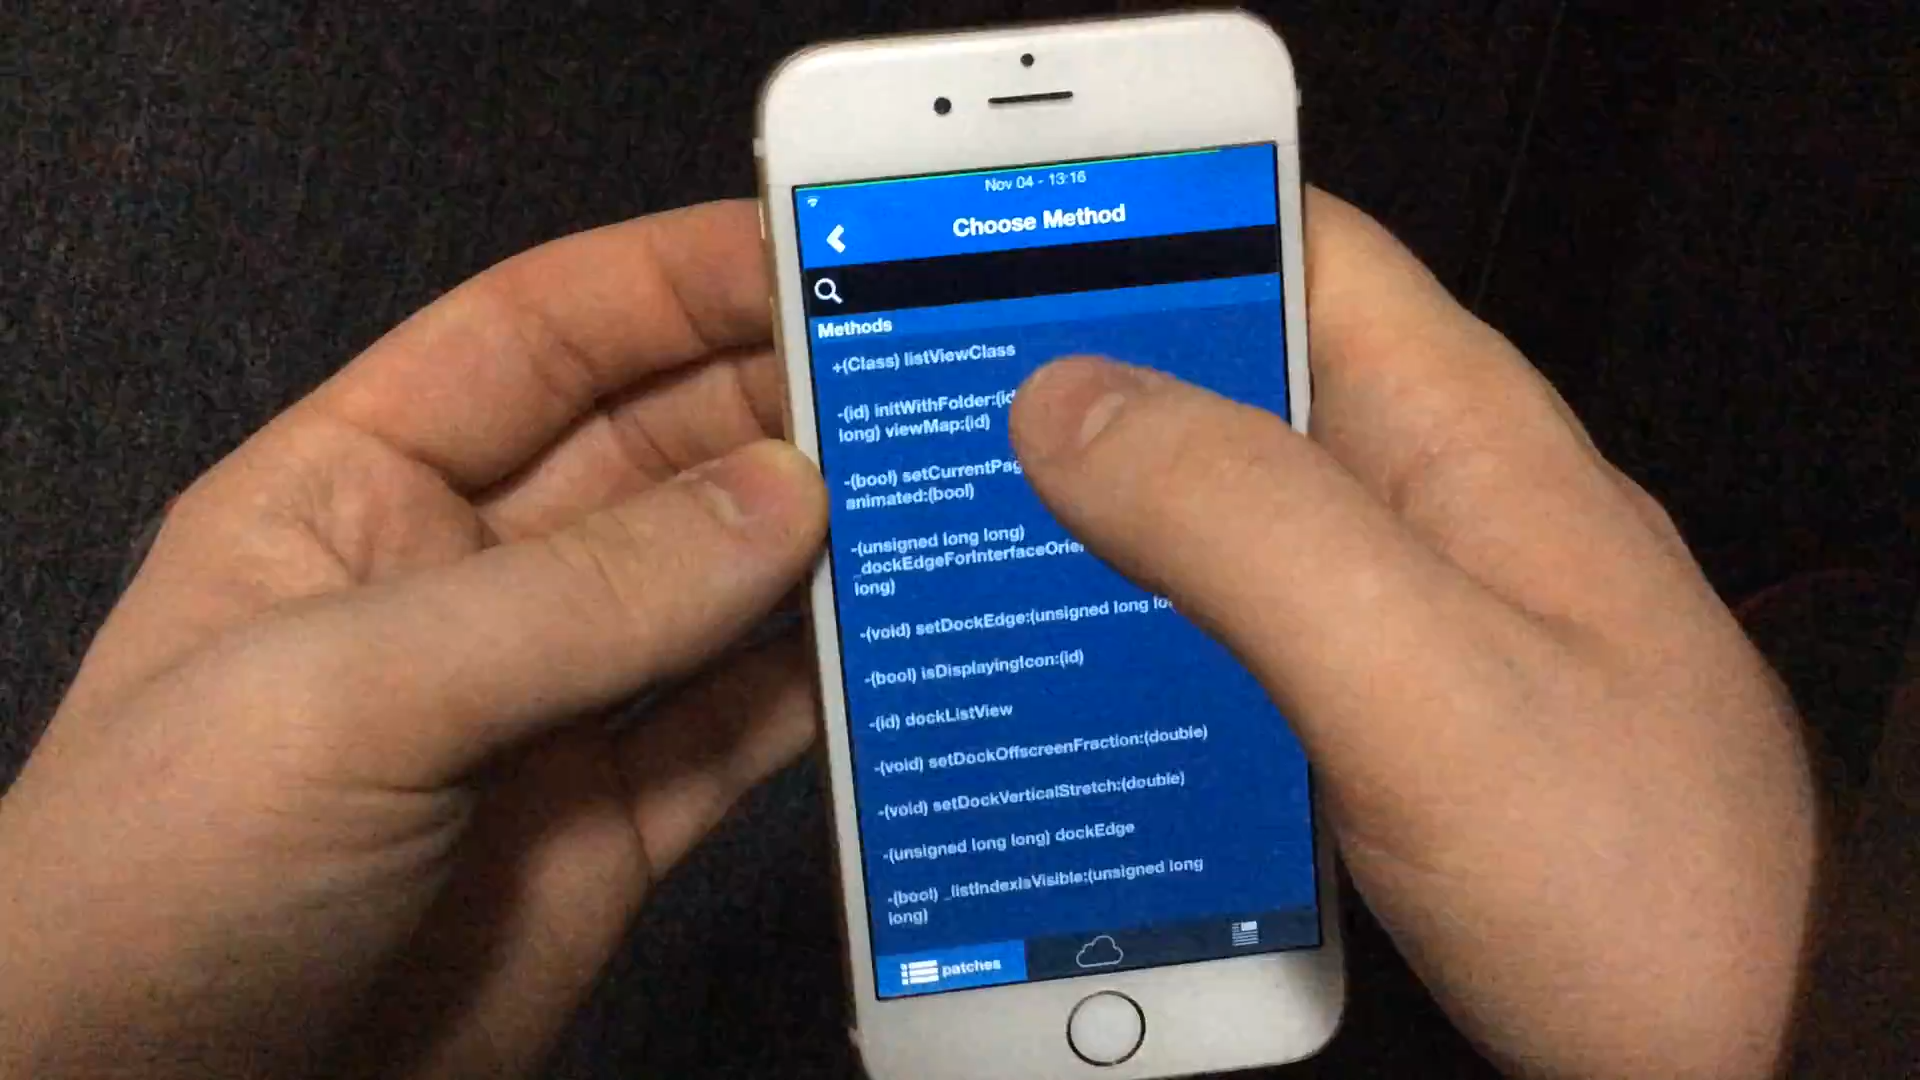 Nov 04 - 13:16
Choose Method
Methods
+(Class) listViewClass
-(id) initWithFolder:(id
long) viewMap:(id)
-(bool) setCurrentPag
animated:(bool)
-(unsigned long long)
_dockEdgeForInterfaceOrie
long)
-(void) setDockEdge:(unsigned long lo
-(bool) isDisplayingIcon:(id)
-(id) dockListView
-(void) setDockOffscreenFraction:(double)
-(void) setDockVerticalStretch:(double)
-(unsigned long long) dockEdge
-(bool) _listIndexIsVisible:(unsigned long
long)
patches